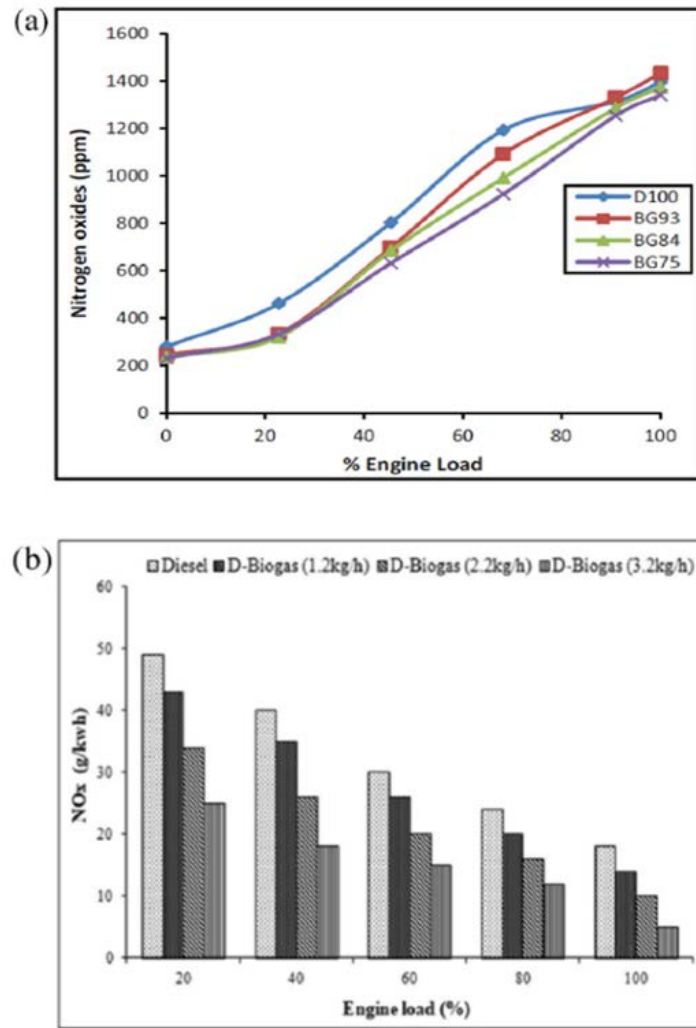 (a)
1600
1400
1200
1000
800
600
400
200
0
Nitrogen oxides (ppm)
D100
BG93
BG84
BG75
0 20 40 60 80 100
% Engine Load
(b)
Diesel D-Biogas (1.2kg/h) D-Biogas (2.2kg/h) D-Biogas (3.2kg/h)
60
50
40
30
20
10
0
NOx (g/kwh)
20 40 60 80 100
Engine load (%)